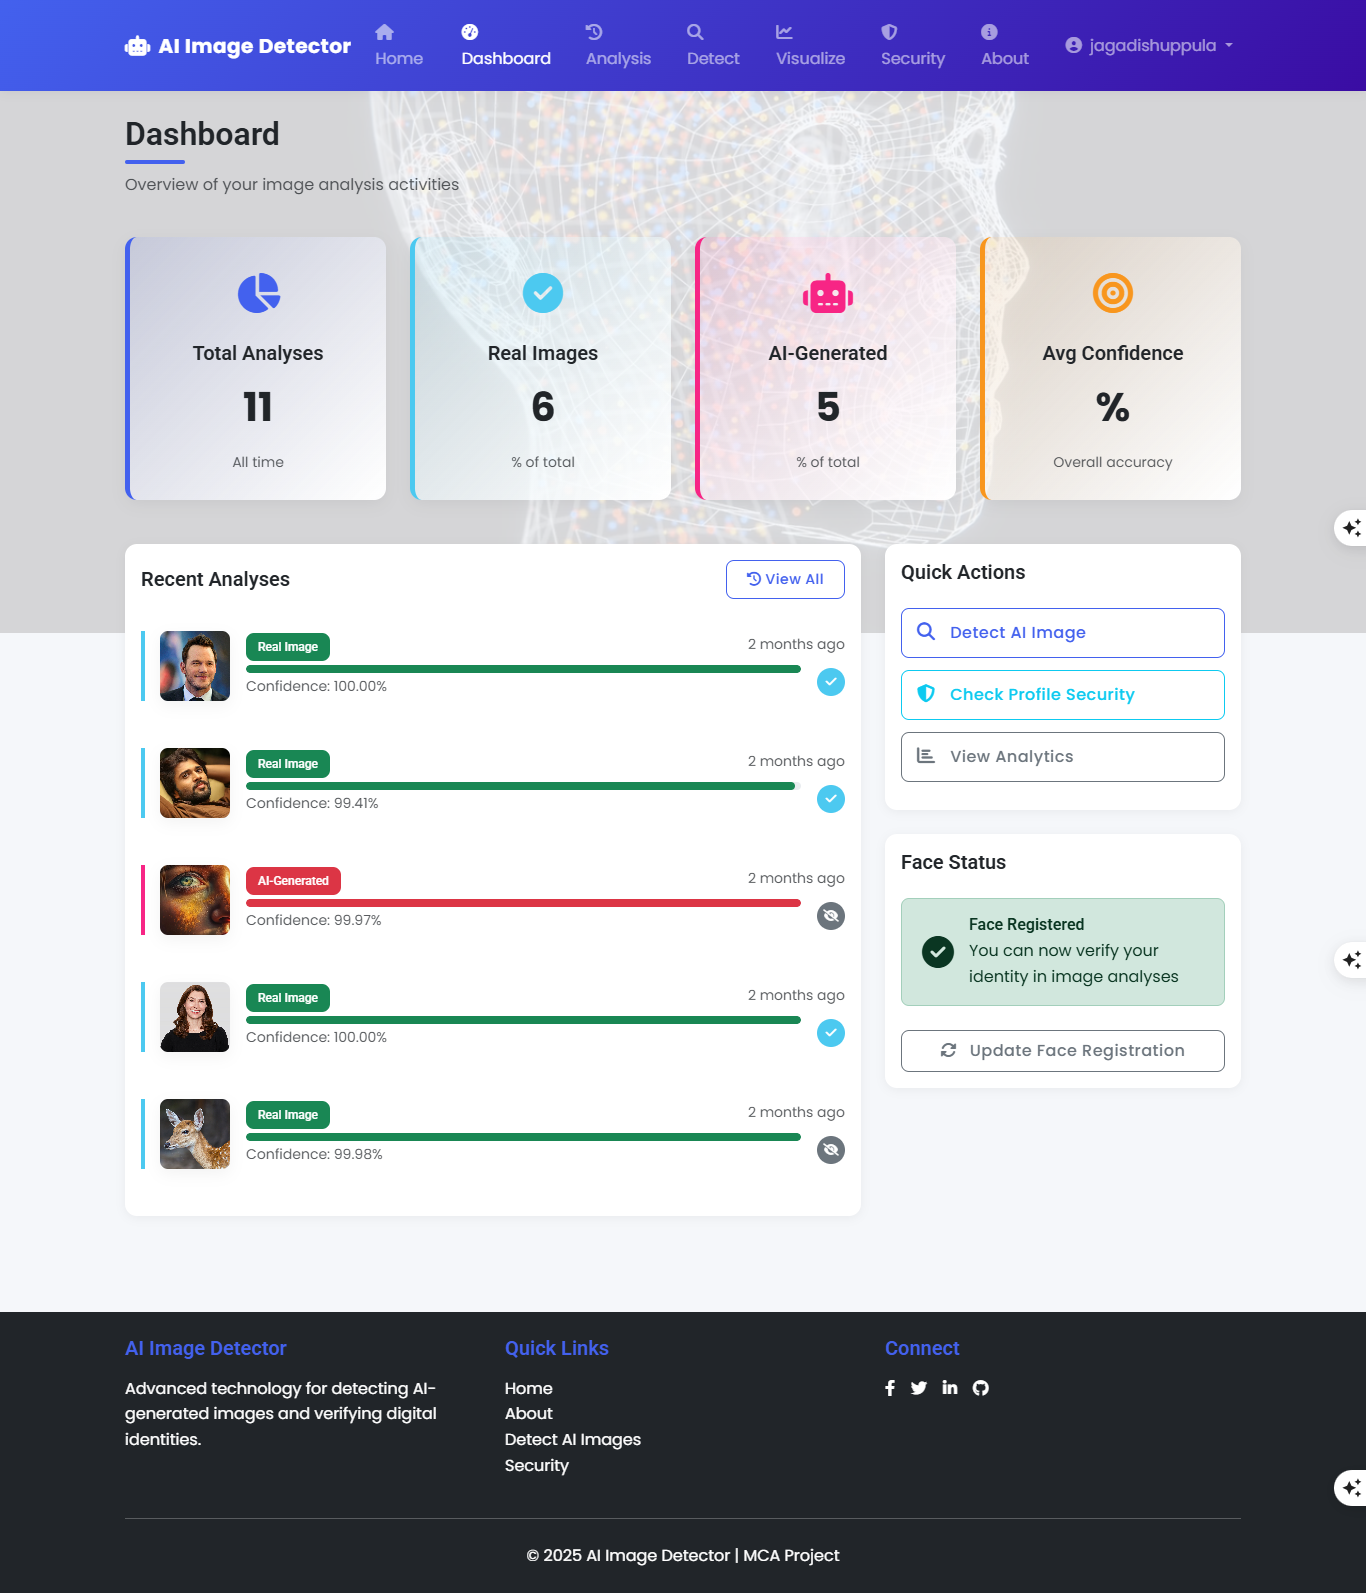 AI Image Detector
Home
Dashboard
Analysis
Detect
Visualize
Security
About
jagadishuppula
Dashboard
Overview of your image analysis activities
Total Analyses
11
All time
Real Images
6
% of total
AI-Generated
5
% of total
Avg Confidence
%
Overall accuracy
Recent Analyses
View All
Real Image
2 months ago
Confidence: 100.00%
Real Image
2 months ago
Confidence: 99.41%
AI-Generated
2 months ago
Confidence: 99.97%
Real Image
2 months ago
Confidence: 100.00%
Real Image
2 months ago
Confidence: 99.98%
Quick Actions
Detect AI Image
Check Profile Security
View Analytics
Face Status
Face Registered
You can now verify your
identity in image analyses
Update Face Registration
AI Image Detector
Advanced technology for detecting AI-
generated images and verifying digital
identities.
Quick Links
Home
About
Detect AI Images
Security
Connect
© 2025 AI Image Detector | MCA Project